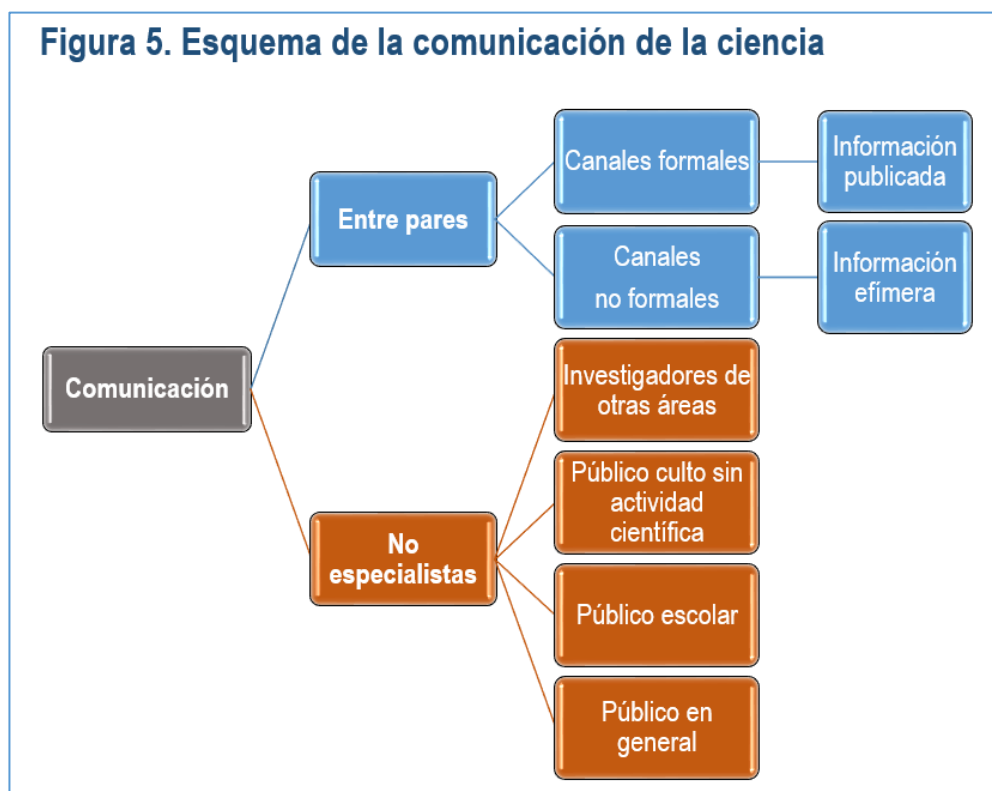 Figura 5. Esquema de la comunicación de la ciencia
Comunicación
Entre pares
Canales formales
Información
publicada
Canales
no formales
Información
efímera
No
especialistas
Investigadores de
otras áreas
Público culto sin
actividad
científica
Público escolar
Público en
general